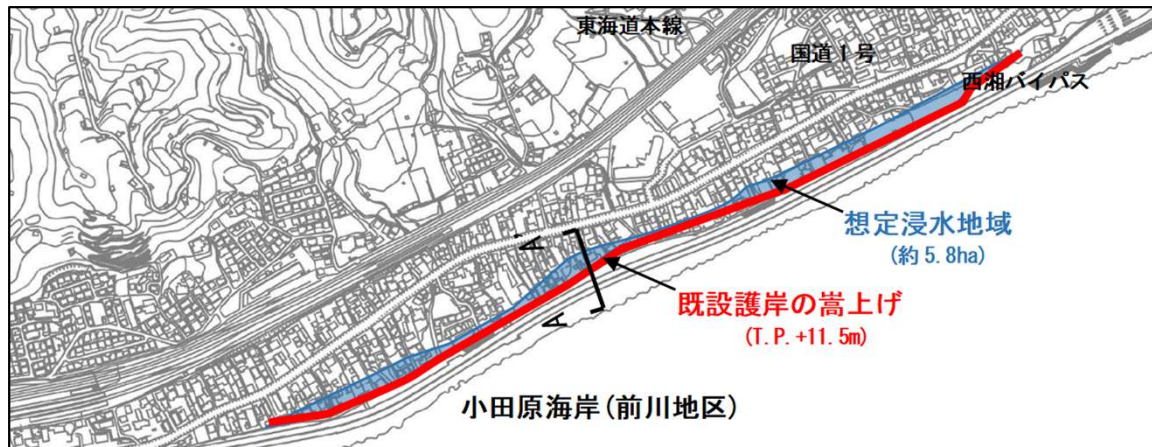 東海道本線
国道1号
西湘バイパス
想定浸水地域
(約5.8ha)
既設護岸の嵩上げ
(T.P.+11.5m)
A'
A
小田原海岸(前川地区)